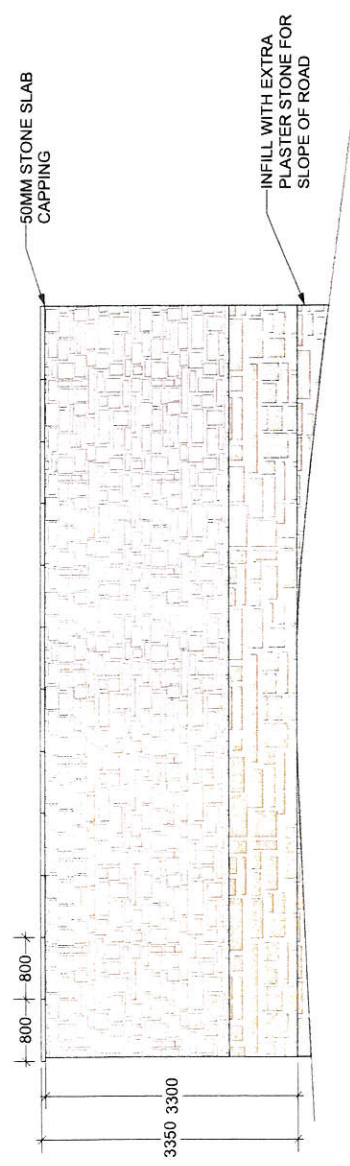 50MM STONE SLAB
CAPPING
INFILL WITH EXTRA
PLASTER STONE FOR
SLOPE OF ROAD
800
800
3300
3350